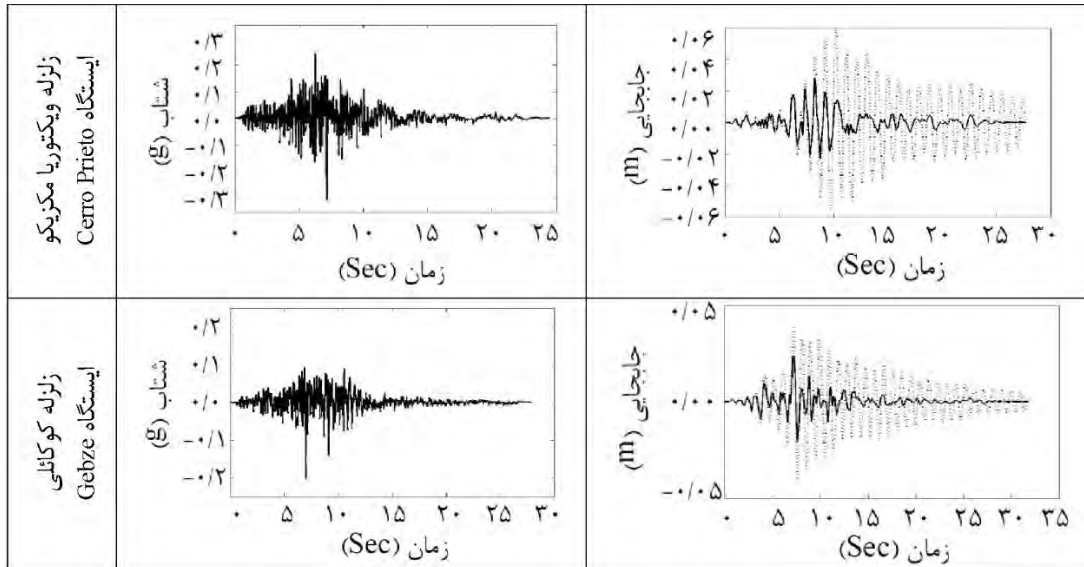 زلزله ویکتوریا مکزیکو
ایستگاه Cerro Prieto
شتاب (g)
۰/۳
۰/۲
۰/۱
۰/۰
-۰/۱
-۰/۲
-۰/۳
۰ ۵ ۱۰ ۱۵ ۲۰ ۲۵
زمان (Sec)
جابجایی (m)
۰/۰۶
۰/۰۴
۰/۰۲
۰/۰۰
-۰/۰۲
-۰/۰۴
-۰/۰۶
۰ ۵ ۱۰ ۱۵ ۲۰ ۲۵ ۳۰
زمان (Sec)
زلزله کوکائلی
ایستگاه Gebze
شتاب (g)
۰/۲
۰/۱
۰/۰
-۰/۱
-۰/۲
۰ ۵ ۱۰ ۱۵ ۲۰ ۲۵ ۳۰
زمان (Sec)
جابجایی (m)
۰/۰۵
۰/۰۰
-۰/۰۵
۰ ۵ ۱۰ ۱۵ ۲۰ ۲۵ ۳۰ ۳۵
زمان (Sec)